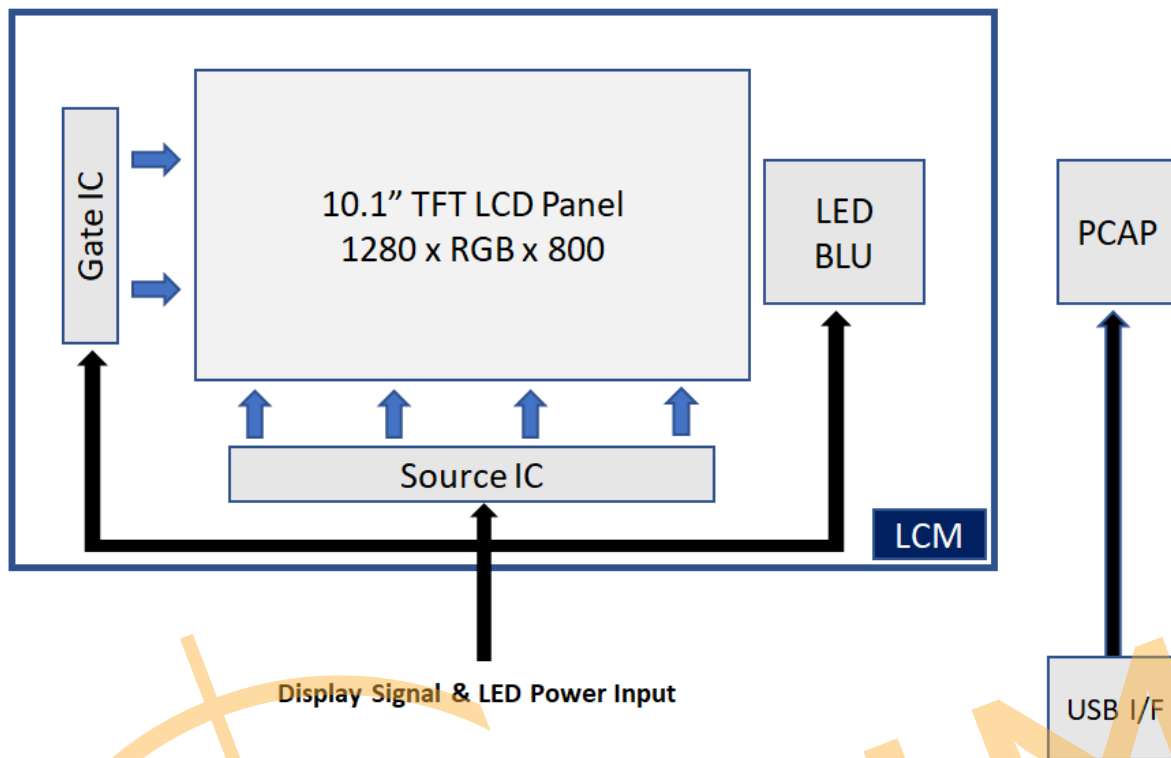 Gate IC
10.1” TFT LCD Panel
1280 x RGB x 800
LED
BLU
PCAP
Source IC
LCM
Display Signal & LED Power Input
USB I/F